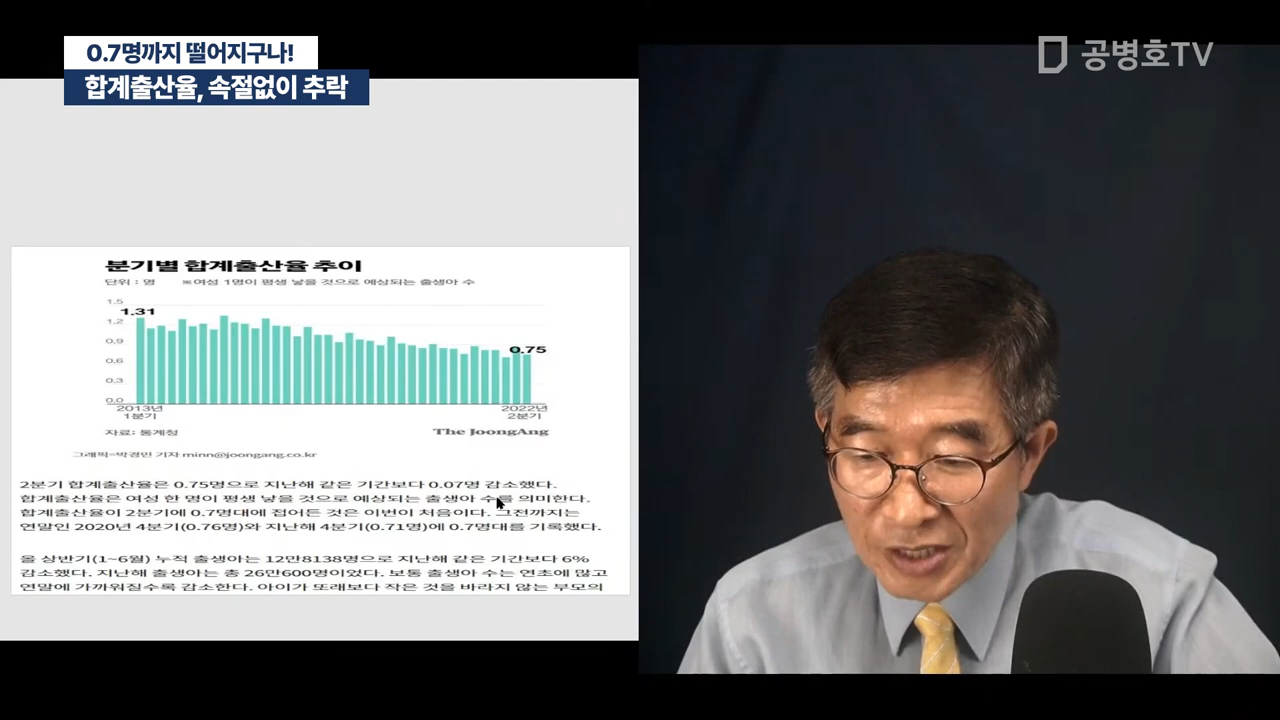 0.7명까지 떨어지구나!
합계출산율, 속절없이 추락
공병호TV
분기별 합계출산율 추이
단위 : 명 ※여성 1명이 평생 낳을 것으로 예상되는 출생아 수
1.5
1.31
1.2
0.9
0.75
0.6
0.3
0.0
2013년 2022년
1분기 2분기
자료: 통계청 The JoongAng
그래픽=박경민 기자 minn@joongang.co.kr
2분기 합계출산율은 0.75명으로 지난해 같은 기간보다 0.07명 감소했다.
합계출산율은 여성 한 명이 평생 낳을 것으로 예상되는 출생아 수를 의미한다.
합계출산율이 2분기에 0.7명대에 접어든 것은 이번이 처음이다. 그전까지는
연말인 2020년 4분기(0.76명)와 지난해 4분기(0.71명)에 0.7명대를 기록했다.
올 상반기(1~6월) 누적 출생아는 12만8138명으로 지난해 같은 기간보다 6%
감소했다. 지난해 출생아는 총 26만600명이었다. 보통 출생아 수는 연초에 많고
연말에 가까워질수록 감소한다. 아이가 또래보다 작은 것을 바라지 않는 부모의